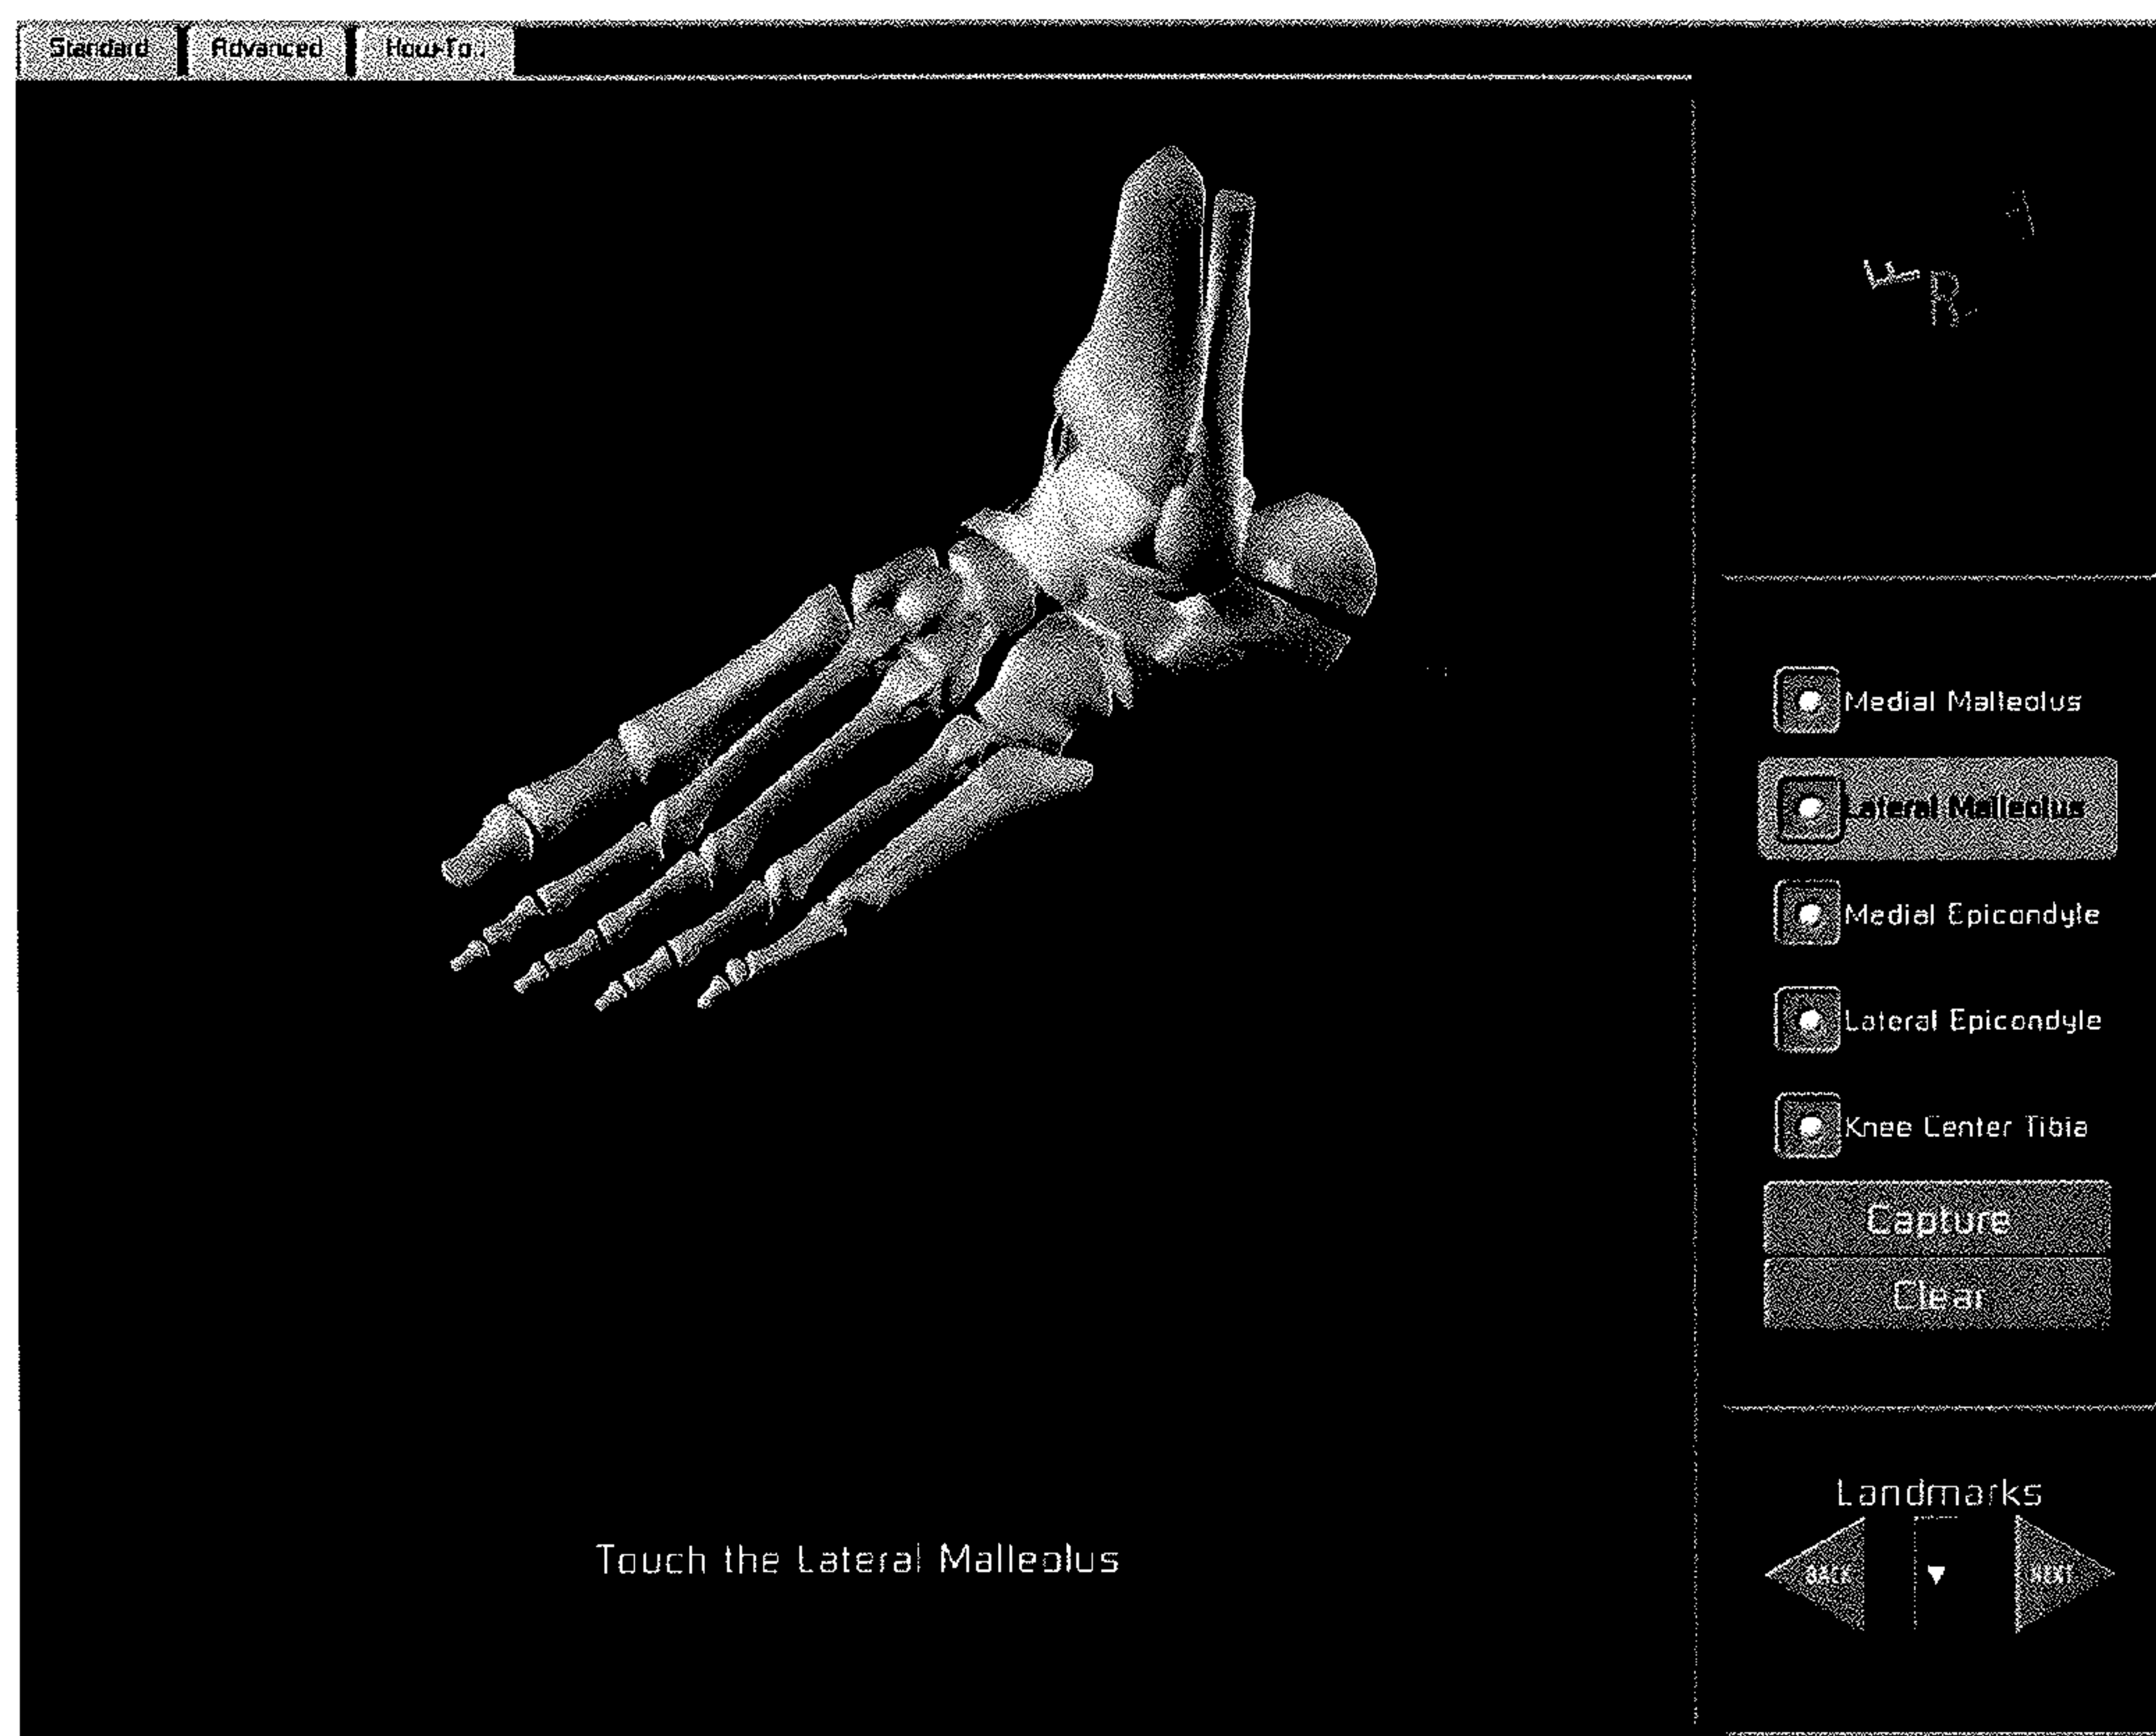 Standard Advanced How-To...
F R
Medial Malleolus
Lateral Malleolus
Medial Epicondyle
Lateral Epicondyle
Knee Center Tibia
Capture
Clear
Landmarks
BACK NEXT
Touch the Lateral Malleolus